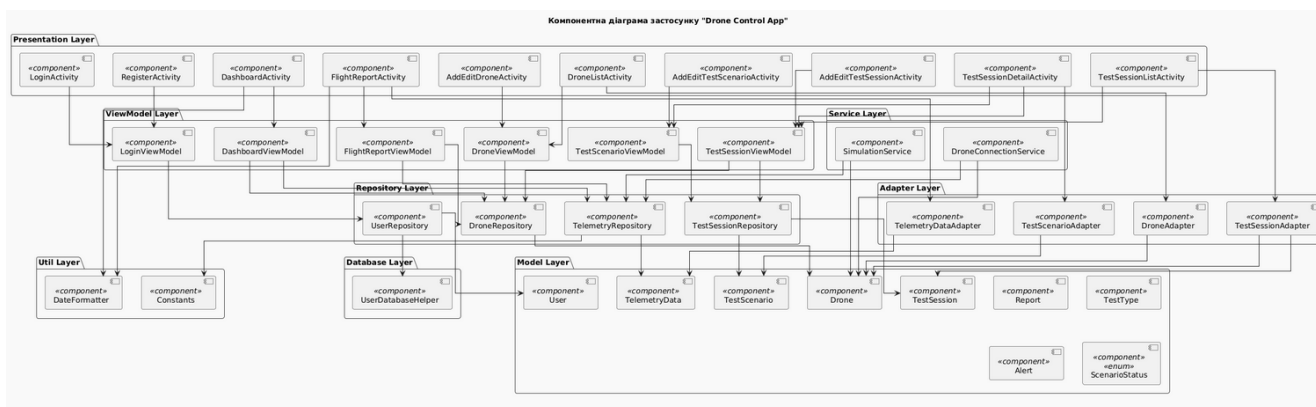 Компонентна діаграма застосунку "Drone Control App"
Presentation Layer
«component»
LoginActivity
«component»
RegisterActivity
«component»
DashboardActivity
«component»
FlightReportActivity
«component»
AddEditDroneActivity
«component»
DroneListActivity
«component»
AddEditTestScenarioActivity
«component»
AddEditTestSessionActivity
«component»
TestSessionDetailActivity
«component»
TestSessionListActivity
ViewModel Layer
«component»
LoginViewModel
«component»
DashboardViewModel
«component»
FlightReportViewModel
«component»
DroneViewModel
«component»
TestScenarioViewModel
«component»
TestSessionViewModel
Service Layer
«component»
SimulationService
«component»
DroneConnectionService
Repository Layer
«component»
UserRepository
«component»
DroneRepository
«component»
TelemetryRepository
«component»
TestSessionRepository
Adapter Layer
«component»
TelemetryDataAdapter
«component»
TestScenarioAdapter
«component»
DroneAdapter
«component»
TestSessionAdapter
Util Layer
«component»
DateFormatter
«component»
Constants
Database Layer
«component»
UserDatabaseHelper
Model Layer
«component»
User
«component»
TelemetryData
«component»
TestScenario
«component»
Drone
«component»
TestSession
«component»
Report
«component»
TestType
«component»
Alert
«component»
«enum»
ScenarioStatus